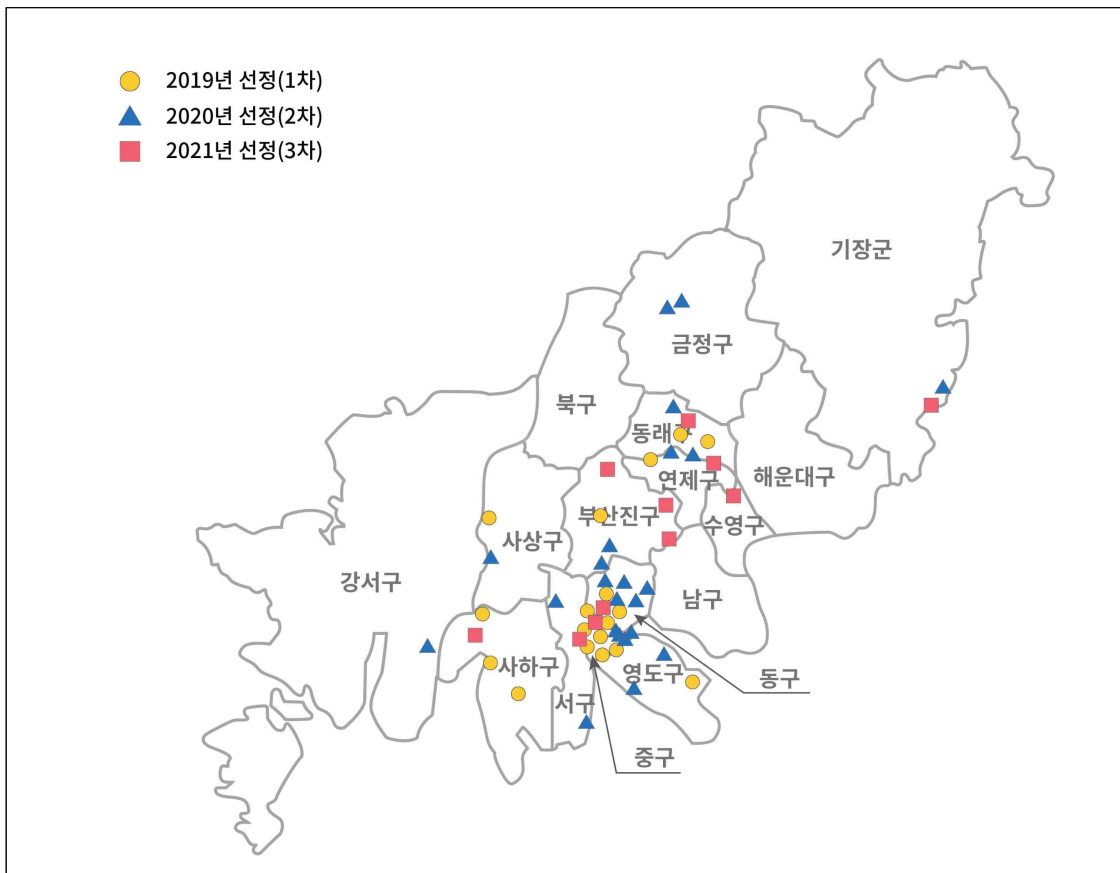 2019년 선정(1차)
2020년 선정(2차)
2021년 선정(3차)
기장군
금정구
북구
동래구
연제구
해운대구
부산진구
수영구
사상구
강서구
남구
사하구
영도구
동구
서구
중구